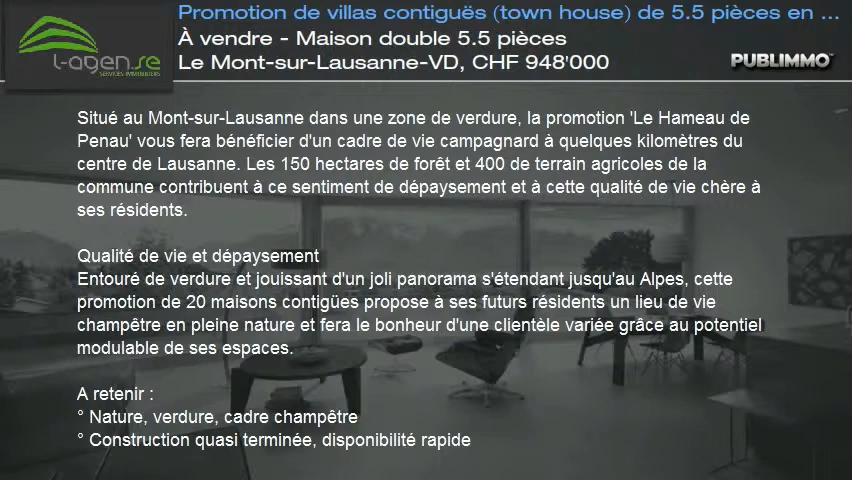 Promotion de villas contiguës (town house) de 5.5 pièces en ...
À vendre - Maison double 5.5 pièces
Le Mont-sur-Lausanne-VD, CHF 948'000
l-agence
SERVICES IMMOBILIERS
PUBLIMMO
Situé au Mont-sur-Lausanne dans une zone de verdure, la promotion 'Le Hameau de
Penau' vous fera bénéficier d'un cadre de vie campagnard à quelques kilomètres du
centre de Lausanne. Les 150 hectares de forêt et 400 de terrain agricoles de la
commune contribuent à ce sentiment de dépaysement et à cette qualité de vie chère à
ses résidents.
Qualité de vie et dépaysement
Entouré de verdure et jouissant d'un joli panorama s'étendant jusqu'au Alpes, cette
promotion de 20 maisons contigües propose à ses futurs résidents un lieu de vie
champêtre en pleine nature et fera le bonheur d'une clientèle variée grâce au potentiel
modulable de ses espaces.
A retenir :
° Nature, verdure, cadre champêtre
° Construction quasi terminée, disponibilité rapide